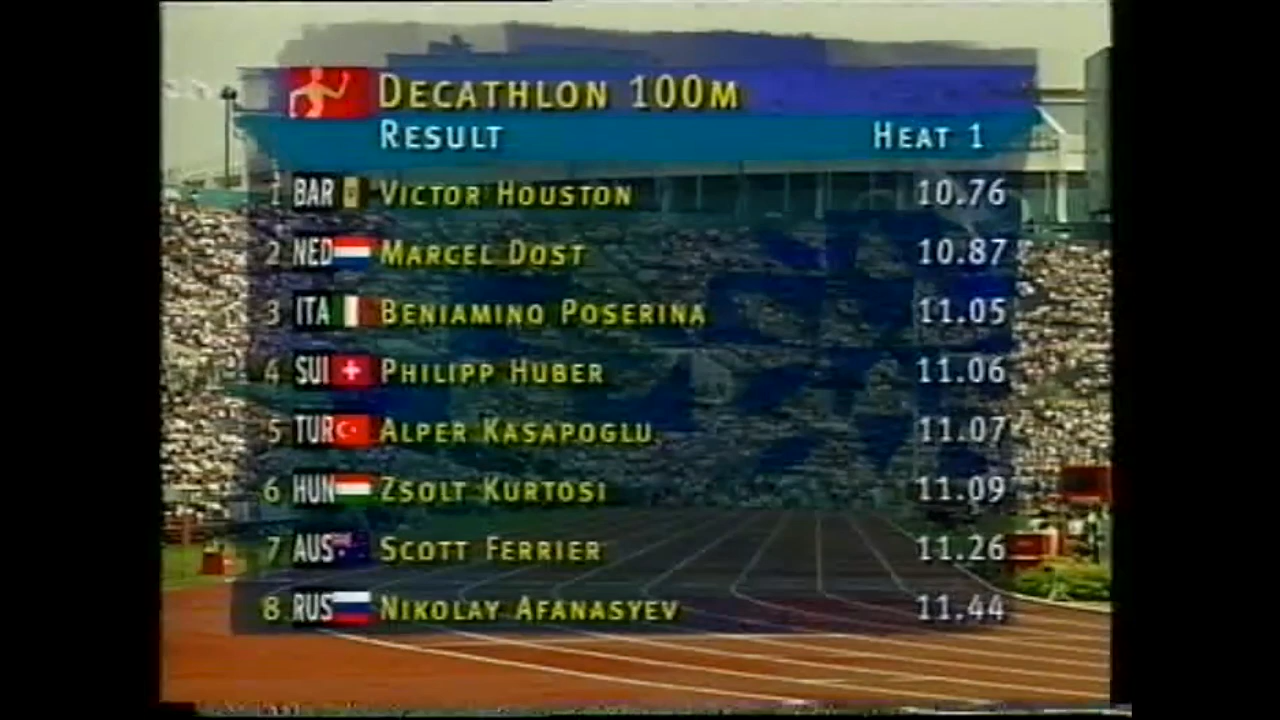 DECATHLON 100M
RESULT HEAT 1
1 BAR VICTOR HOUSTON 10.76
2 NED MARCEL DOST 10.87
3 ITA BENIAMINO POSERINA 11.05
4 SUI PHILIPP HUBER 11.06
5 TUR ALPER KASAPOGLU 11.07
6 HUN ZSOLT KURTOSI 11.09
7 AUS SCOTT FERRIER 11.26
8 RUS NIKOLAY AFANASYEV 11.44